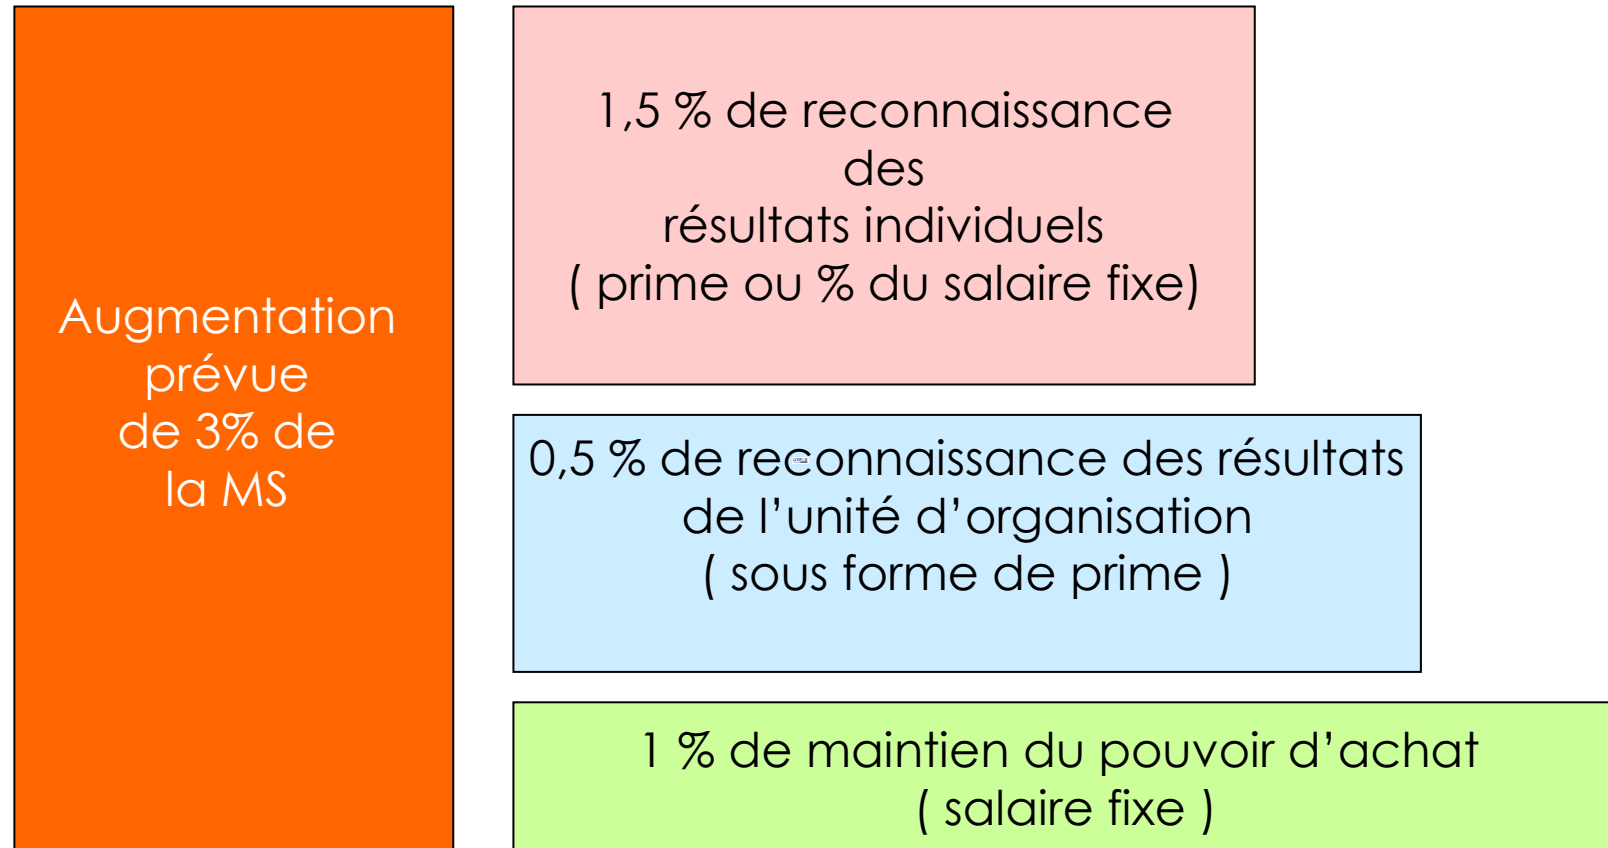 Augmentation
prévue
de 3% de
la MS
1,5 % de reconnaissance
des
résultats individuels
( prime ou % du salaire fixe)
0,5 % de reconnaissance des résultats
de l’unité d’organisation
( sous forme de prime )
1 % de maintien du pouvoir d’achat
( salaire fixe )